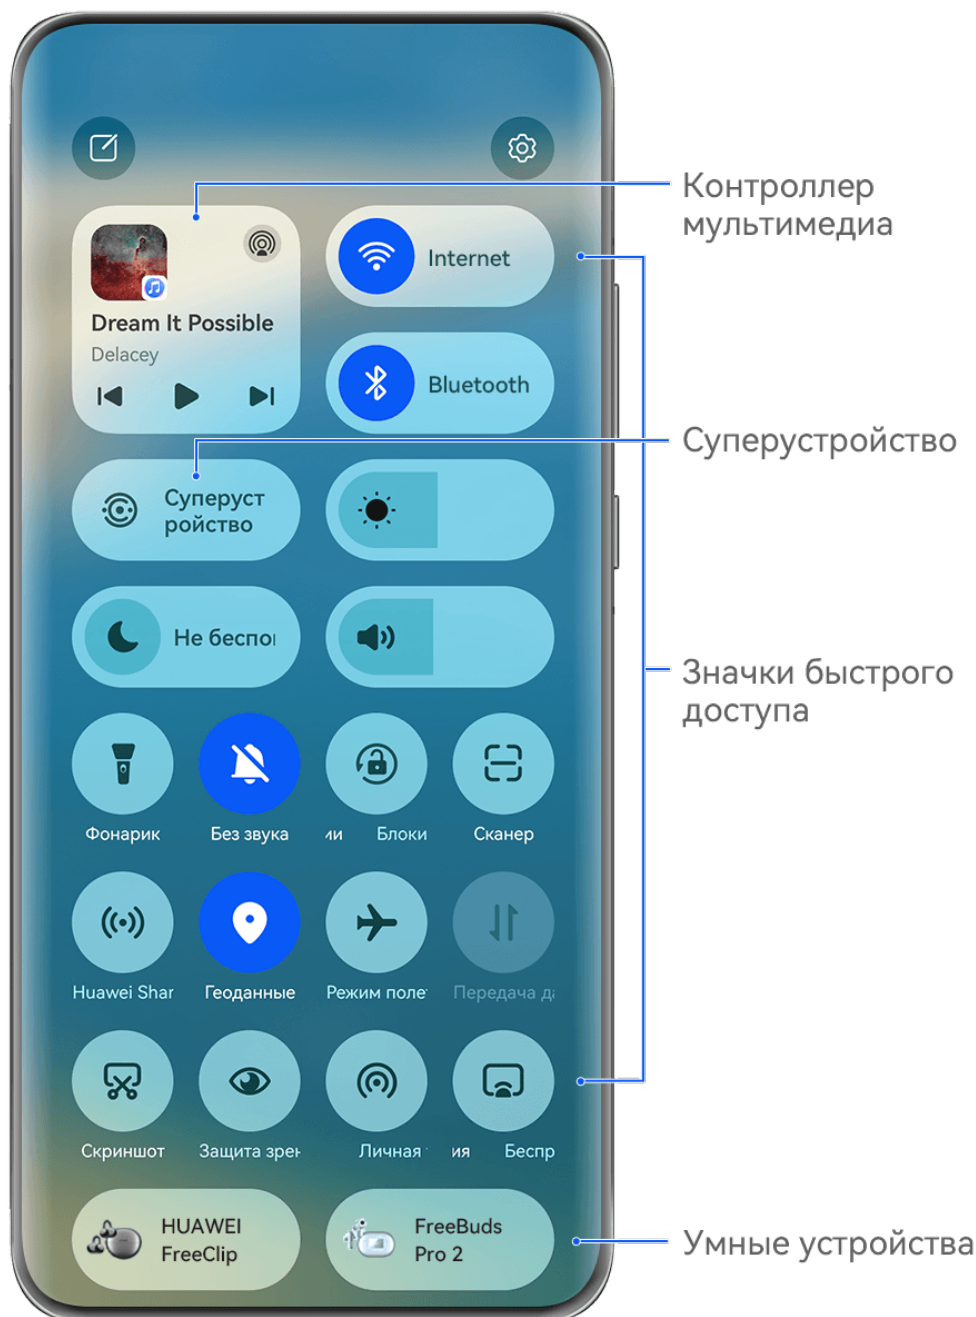 Контроллер
мультимедиа
Internet
Dream It Possible
Delacey
Bluetooth
Суперустройство
Суперуст
ройство
Не беспо
Значки быстрого
доступа
Фонарик
Без звука
ии Блоки
Сканер
Huawei Shar
Геоданные
Режим поле
Передача да
Скриншот
Защита зрен
Личная
ия Беспр
HUAWEI
FreeClip
FreeBuds
Pro 2
Умные устройства